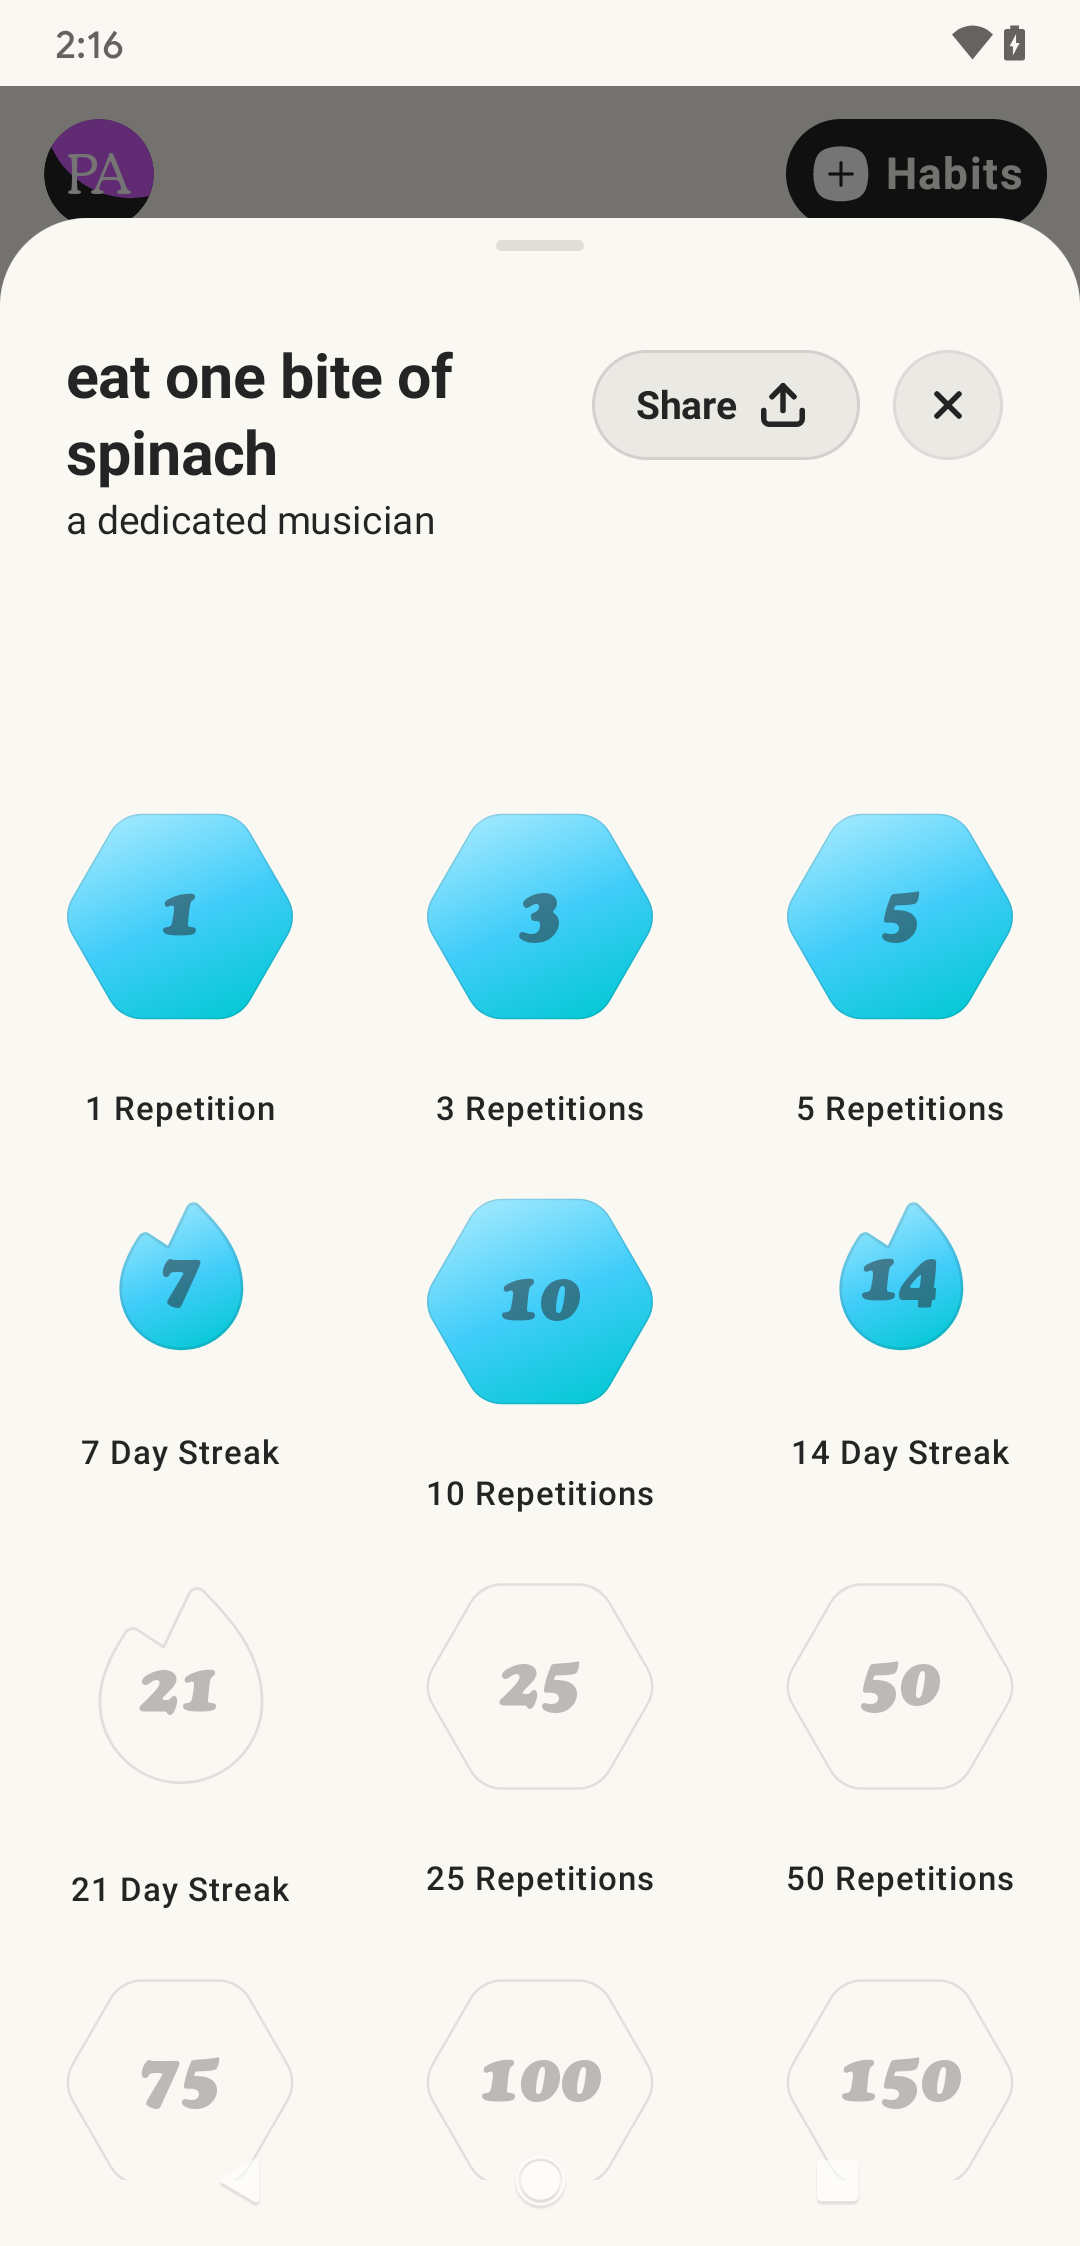 2:16
PA
Habits
eat one bite of
spinach
a dedicated musician
Share
1
3
5
1 Repetition
3 Repetitions
5 Repetitions
7
10
14
7 Day Streak
10 Repetitions
14 Day Streak
21
25
50
21 Day Streak
25 Repetitions
50 Repetitions
75
100
150